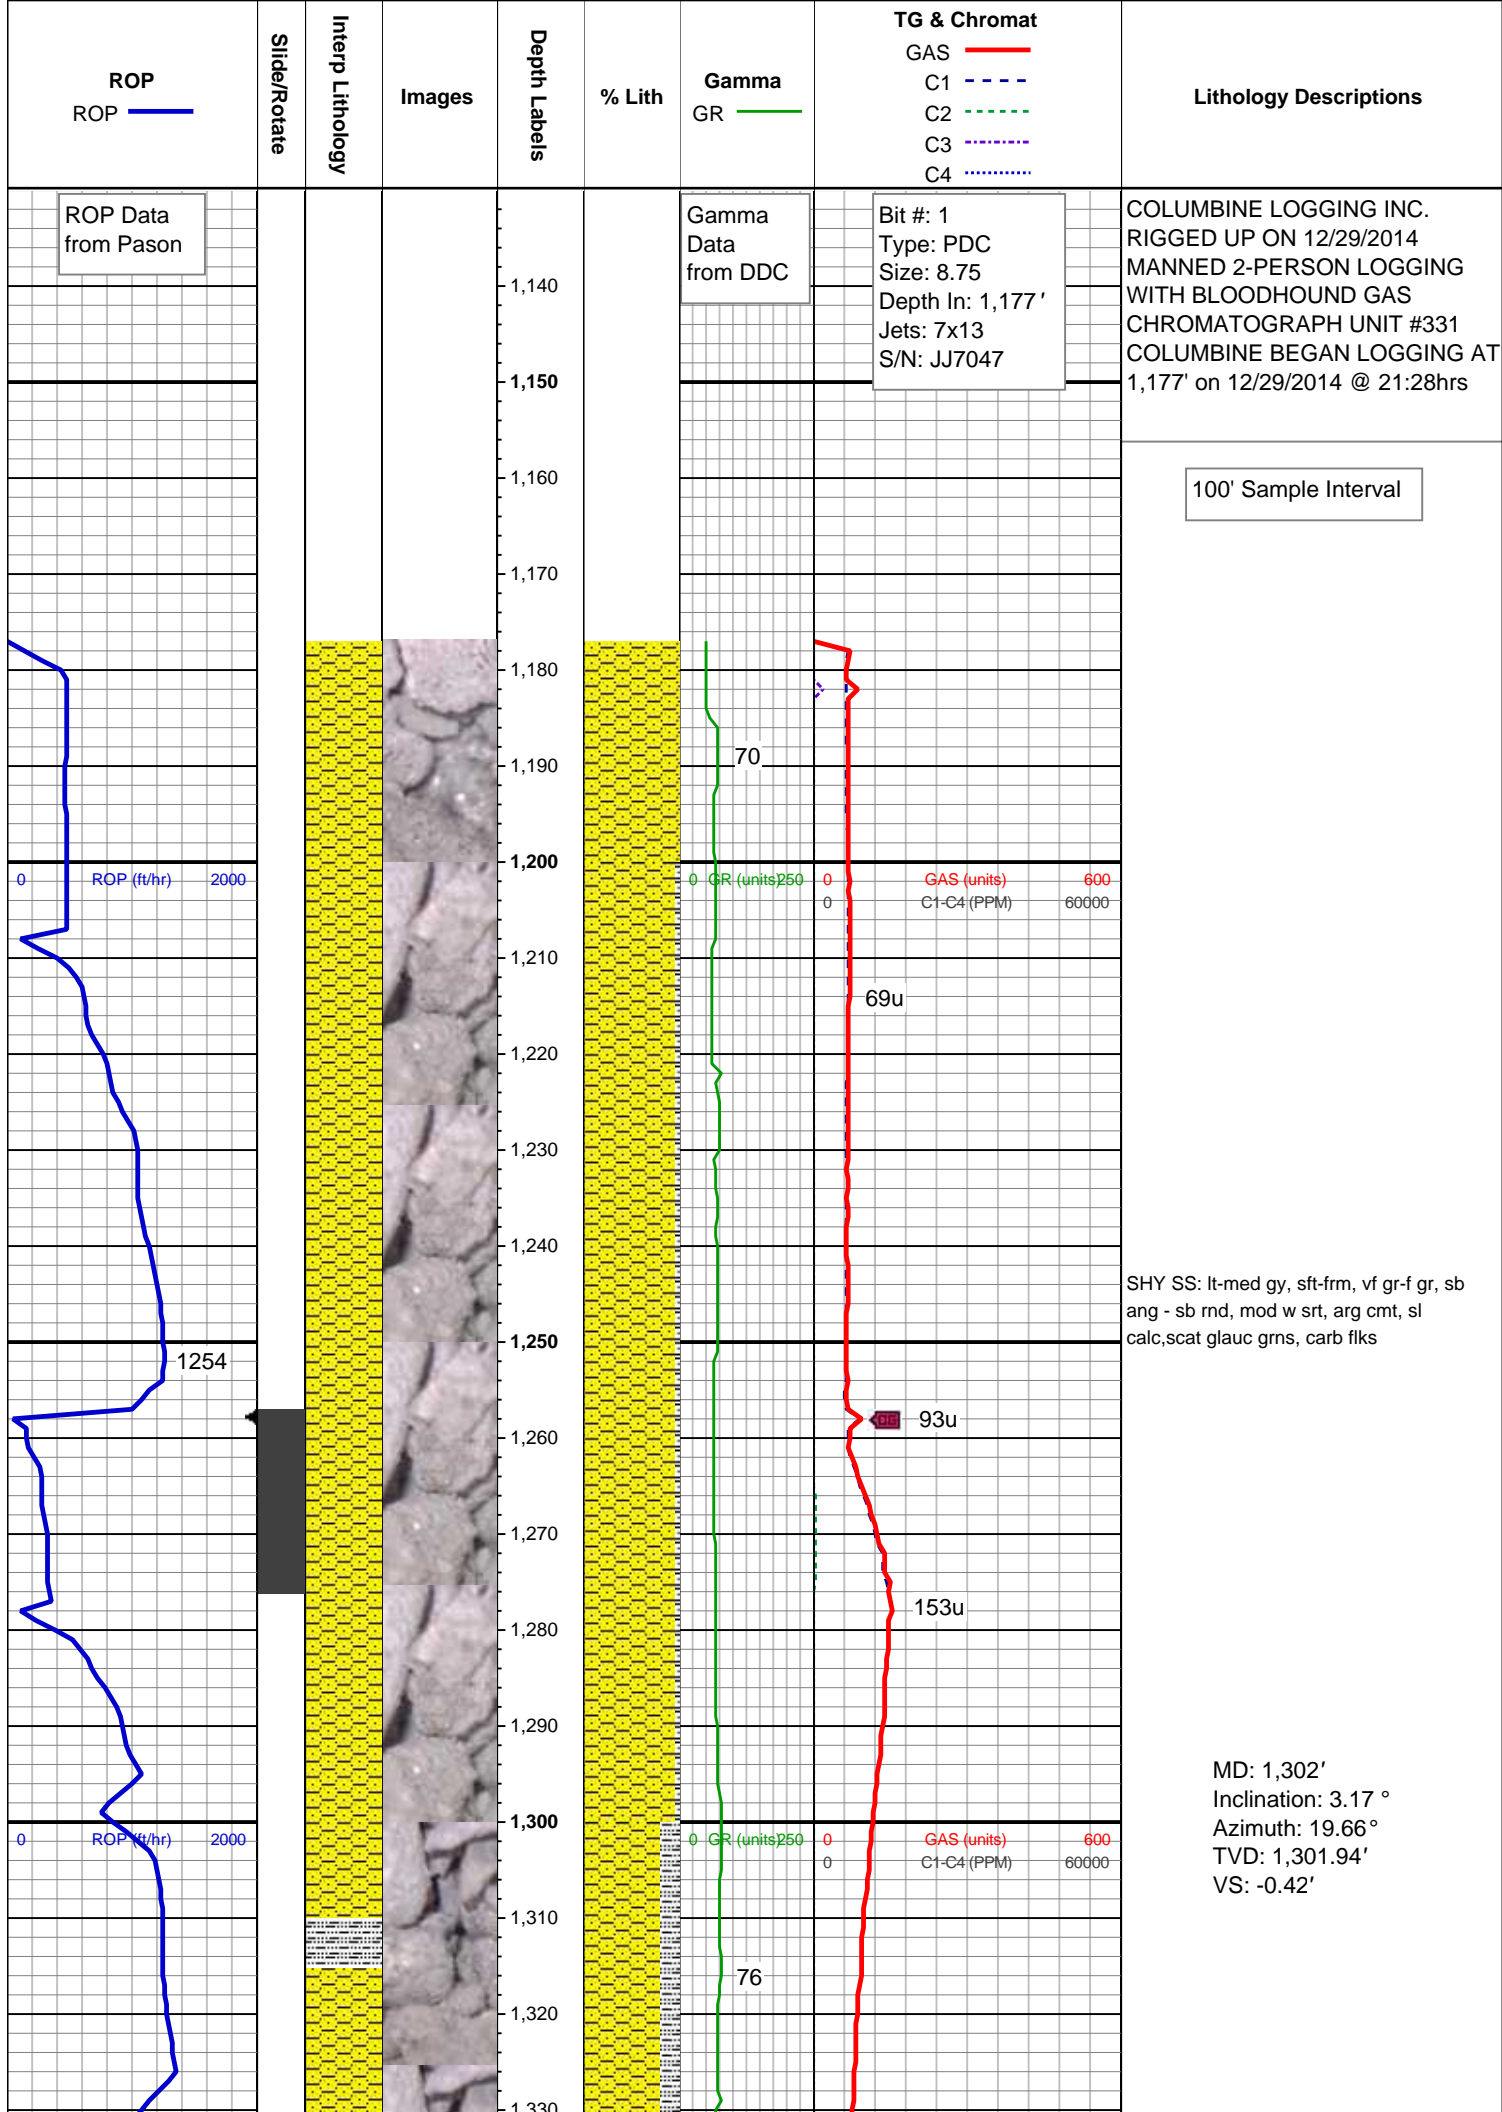 ROP
ROP
Slide/Rotate
Interp Lithology
Images
Depth Labels
% Lith
Gamma
GR
TG & Chromat
GAS
C1
C2
C3
C4
Lithology Descriptions
ROP Data
from Pason
Gamma
Data
from DDC
Bit #: 1
Type: PDC
Size: 8.75
Depth In: 1,177'
Jets: 7x13
S/N: JJ7047
COLUMBINE LOGGING INC.
RIGGED UP ON 12/29/2014
MANNED 2-PERSON LOGGING
WITH BLOODHOUND GAS
CHROMATOGRAPH UNIT #331
COLUMBINE BEGAN LOGGING AT
1,177' on 12/29/2014 @ 21:28hrs
1,140
1,150
1,160
100' Sample Interval
1,170
1,180
1,190
70
1,200
0 ROP (ft/hr) 2000
0 GR (units) 250
0 GAS (units) 600
0 C1-C4 (PPM) 60000
1,210
69u
1,220
1,230
1,240
SHY SS: lt-med gy, sft-frm, vf gr-f gr, sb
ang - sb rnd, mod w srt, arg cmt, sl
calc,scat glauc grns, carb flks
1,250
1254
DG 93u
1,260
1,270
153u
1,280
1,290
MD: 1,302'
Inclination: 3.17 °
Azimuth: 19.66°
TVD: 1,301.94'
VS: -0.42'
1,300
0 ROP (ft/hr) 2000
0 GR (units) 250
0 GAS (units) 600
0 C1-C4 (PPM) 60000
1,310
76
1,320
1,330